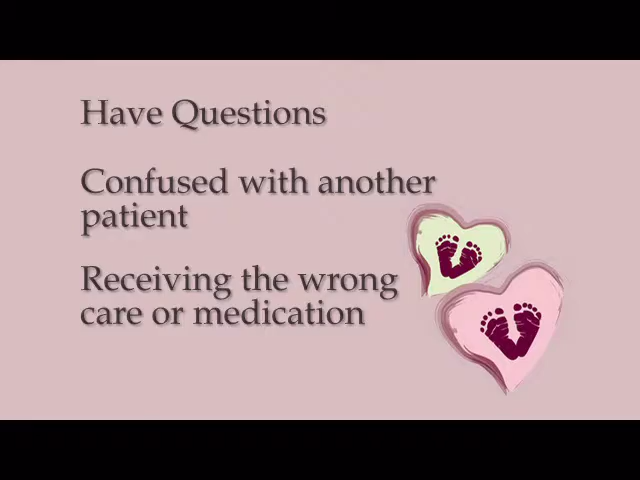 Have Questions
Confused with another
patient
Receiving the wrong
care or medication